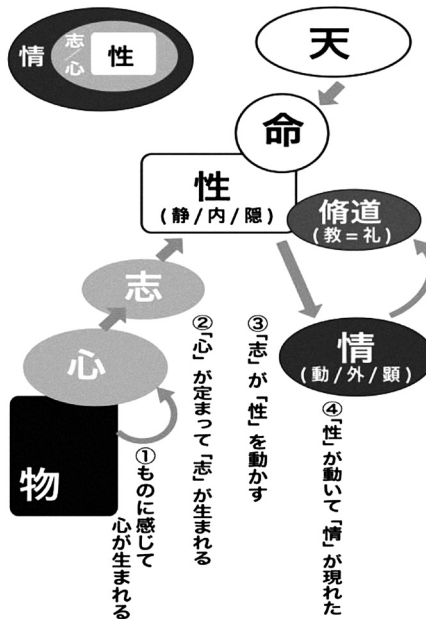 情
志/心
性
天
命
性
(静/内/隠)
脩道
(教=礼)
志
心
情
(動/外/顕)
物
①ものに感じて
心が生まれる
②「心」が定まって「志」が生まれる
③「志」が「性」を動かす
④「性」が動いて「情」が現れた